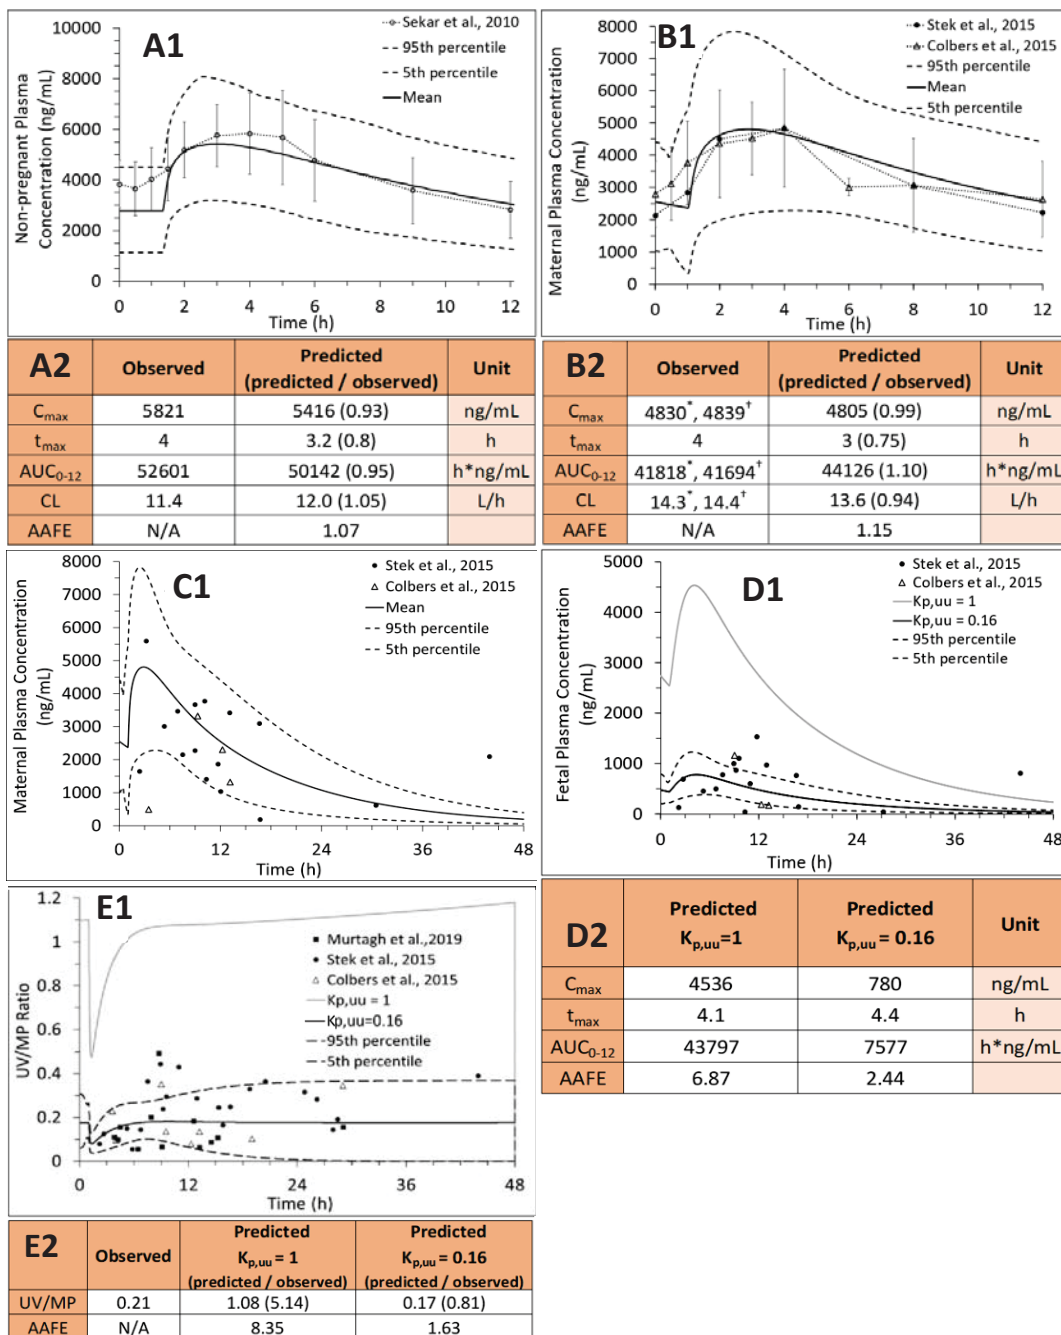 A1
Sekar et al., 2010
95th percentile
5th percentile
Mean
Non-pregnant Plasma
Concentration (ng/mL)
10000
8000
6000
4000
2000
0
0 2 4 6 8 10 12
Time (h)
B1
Stek et al., 2015
Colbers et al., 2015
95th percentile
Mean
5th percentile
Maternal Plasma Concentration
(ng/mL)
8000
7000
6000
5000
4000
3000
2000
1000
0
0 2 4 6 8 10 12
Time (h)
A2 Observed Predicted
(predicted / observed) Unit
Cmax 5821 5416 (0.93) ng/mL
tmax 4 3.2 (0.8) h
AUC0-12 52601 50142 (0.95) h*ng/mL
CL 11.4 12.0 (1.05) L/h
AAFE N/A 1.07
B2 Observed Predicted
(predicted / observed) Unit
Cmax 4830*, 4839† 4805 (0.99) ng/mL
tmax 4 3 (0.75) h
AUC0-12 41818*, 41694† 44126 (1.10) h*ng/mL
CL 14.3*, 14.4† 13.6 (0.94) L/h
AAFE N/A 1.15
C1
Stek et al., 2015
Colbers et al., 2015
Mean
95th percentile
5th percentile
Maternal Plasma Concentration
(ng/mL)
8000
7000
6000
5000
4000
3000
2000
1000
0
0 12 24 36 48
Time (h)
D1
Stek et al., 2015
Colbers et al., 2015
Kp,uu = 1
Kp,uu = 0.16
95th percentile
5th percentile
Fetal Plasma Concentration
(ng/mL)
5000
4000
3000
2000
1000
0
0 12 24 36 48
Time (h)
E1
Murtagh et al.,2019
Stek et al., 2015
Colbers et al., 2015
Kp,uu = 1
Kp,uu=0.16
95th percentile
5th percentile
UV/MP Ratio
1.2
1
0.8
0.6
0.4
0.2
0
0 12 24 36 48
Time (h)
D2 Predicted
Kp,uu=1 Predicted
Kp,uu = 0.16 Unit
Cmax 4536 780 ng/mL
tmax 4.1 4.4 h
AUC0-12 43797 7577 h*ng/mL
AAFE 6.87 2.44
E2 Observed Predicted
Kp,uu = 1
(predicted / observed) Predicted
Kp,uu = 0.16
(predicted / observed)
UV/MP 0.21 1.08 (5.14) 0.17 (0.81)
AAFE N/A 8.35 1.63